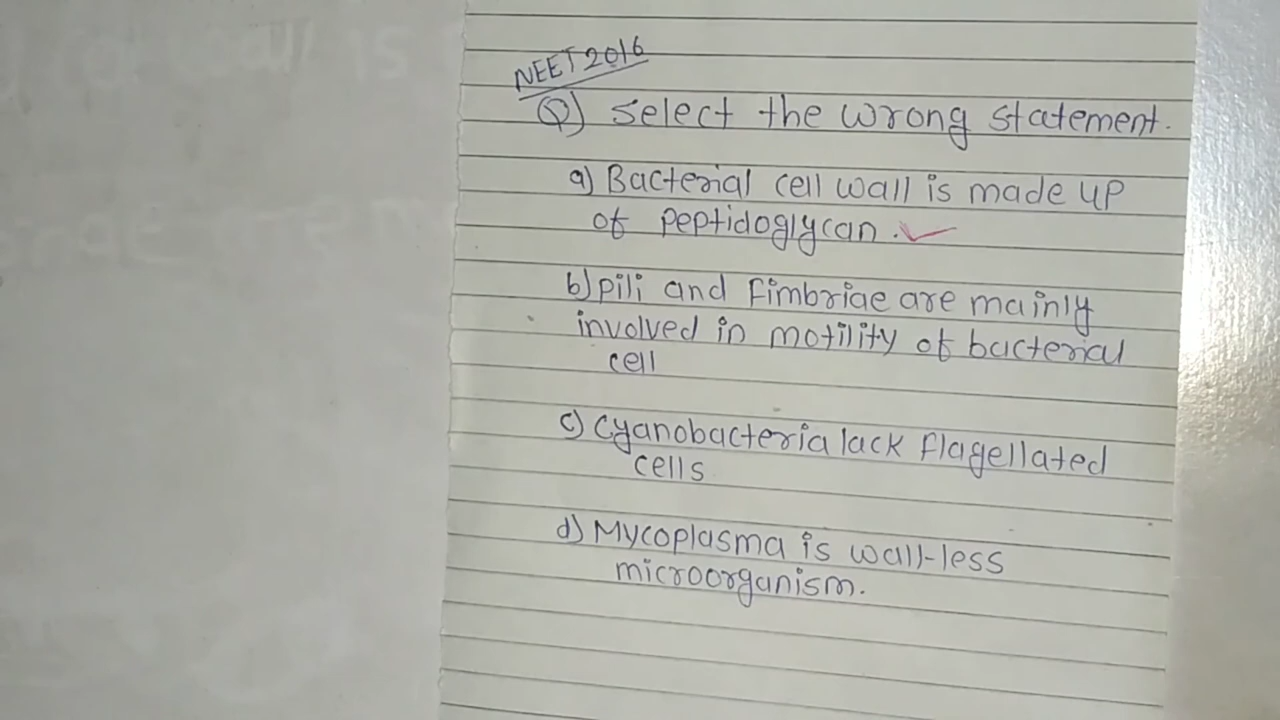 NEET 2016
Q) Select the wrong statement.
a) Bacterial cell wall is made up
of peptidoglycan.
b) pili and fimbriae are mainly
involved in motility of bacterial
cell
c) Cyanobacteria lack flagellated
cells
d) Mycoplasma is wall-less
microorganism.